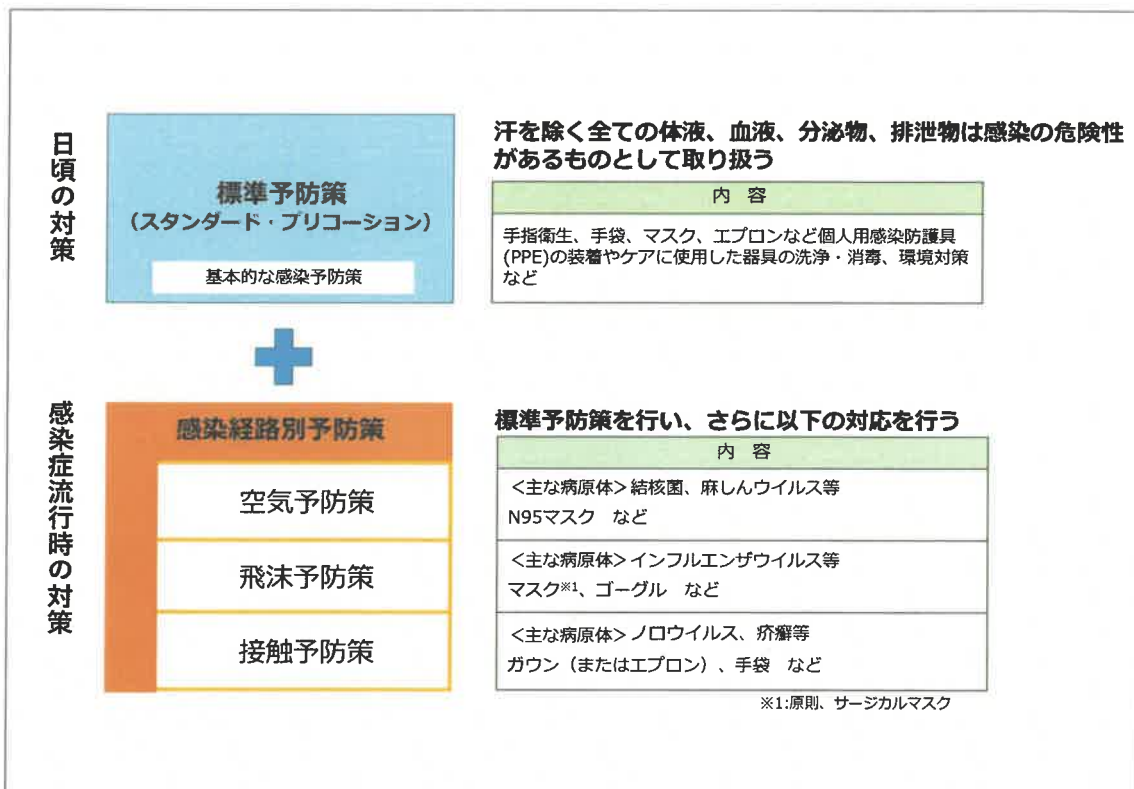 日頃の対策
標準予防策
（スタンダード・プリコーション）
基本的な感染予防策
汗を除く全ての体液、血液、分泌物、排泄物は感染の危険性
があるものとして取り扱う
内 容
手指衛生、手袋、マスク、エプロンなど個人用感染防護具
(PPE)の装着やケアに使用した器具の洗浄・消毒、環境対策
など
感染症流行時の対策
感染経路別予防策
空気予防策
飛沫予防策
接触予防策
標準予防策を行い、さらに以下の対応を行う
内 容
＜主な病原体＞結核菌、麻しんウイルス等
N95マスク　など
＜主な病原体＞インフルエンザウイルス等
マスク※1、ゴーグル　など
＜主な病原体＞ノロウイルス、疥癬等
ガウン（またはエプロン）、手袋　など
※1:原則、サージカルマスク